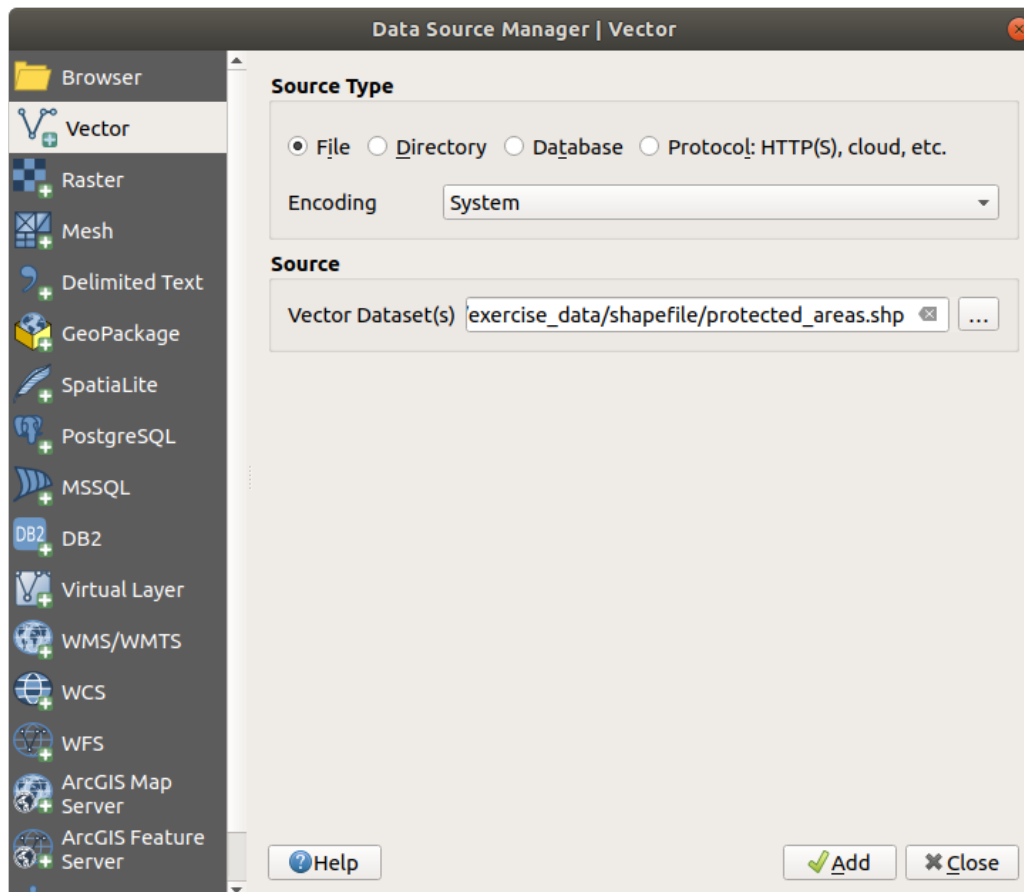 Data Source Manager | Vector
Browser
Vector
Raster
Mesh
Delimited Text
GeoPackage
SpatiaLite
PostgreSQL
MSSQL
DB2
DB2
Virtual Layer
WMS/WMTS
WCS
WFS
ArcGIS Map
Server
ArcGIS Feature
Server
Source Type
File Directory Database Protocol: HTTP(S), cloud, etc.
Encoding System
Source
Vector Dataset(s) /exercise_data/shapefile/protected_areas.shp ...
Help Add Close